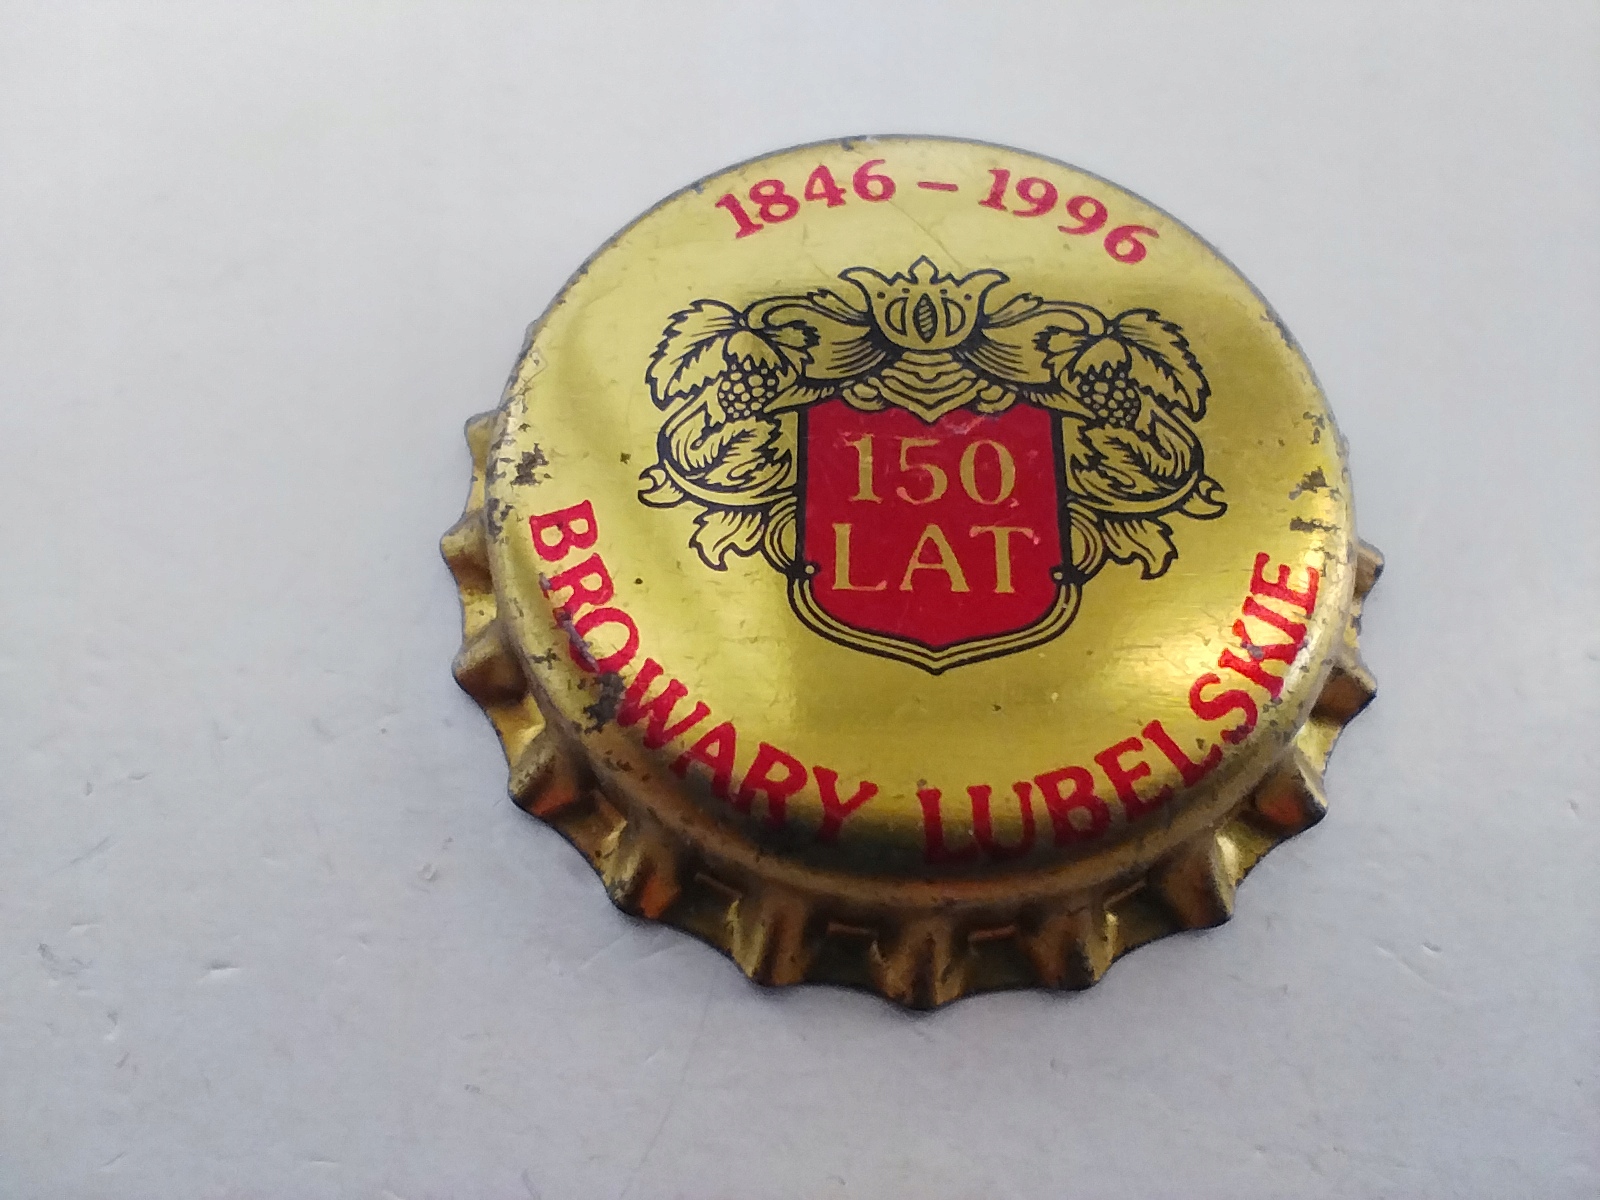 1846 – 1996
150
LAT
BROWARY LUBELSKIE